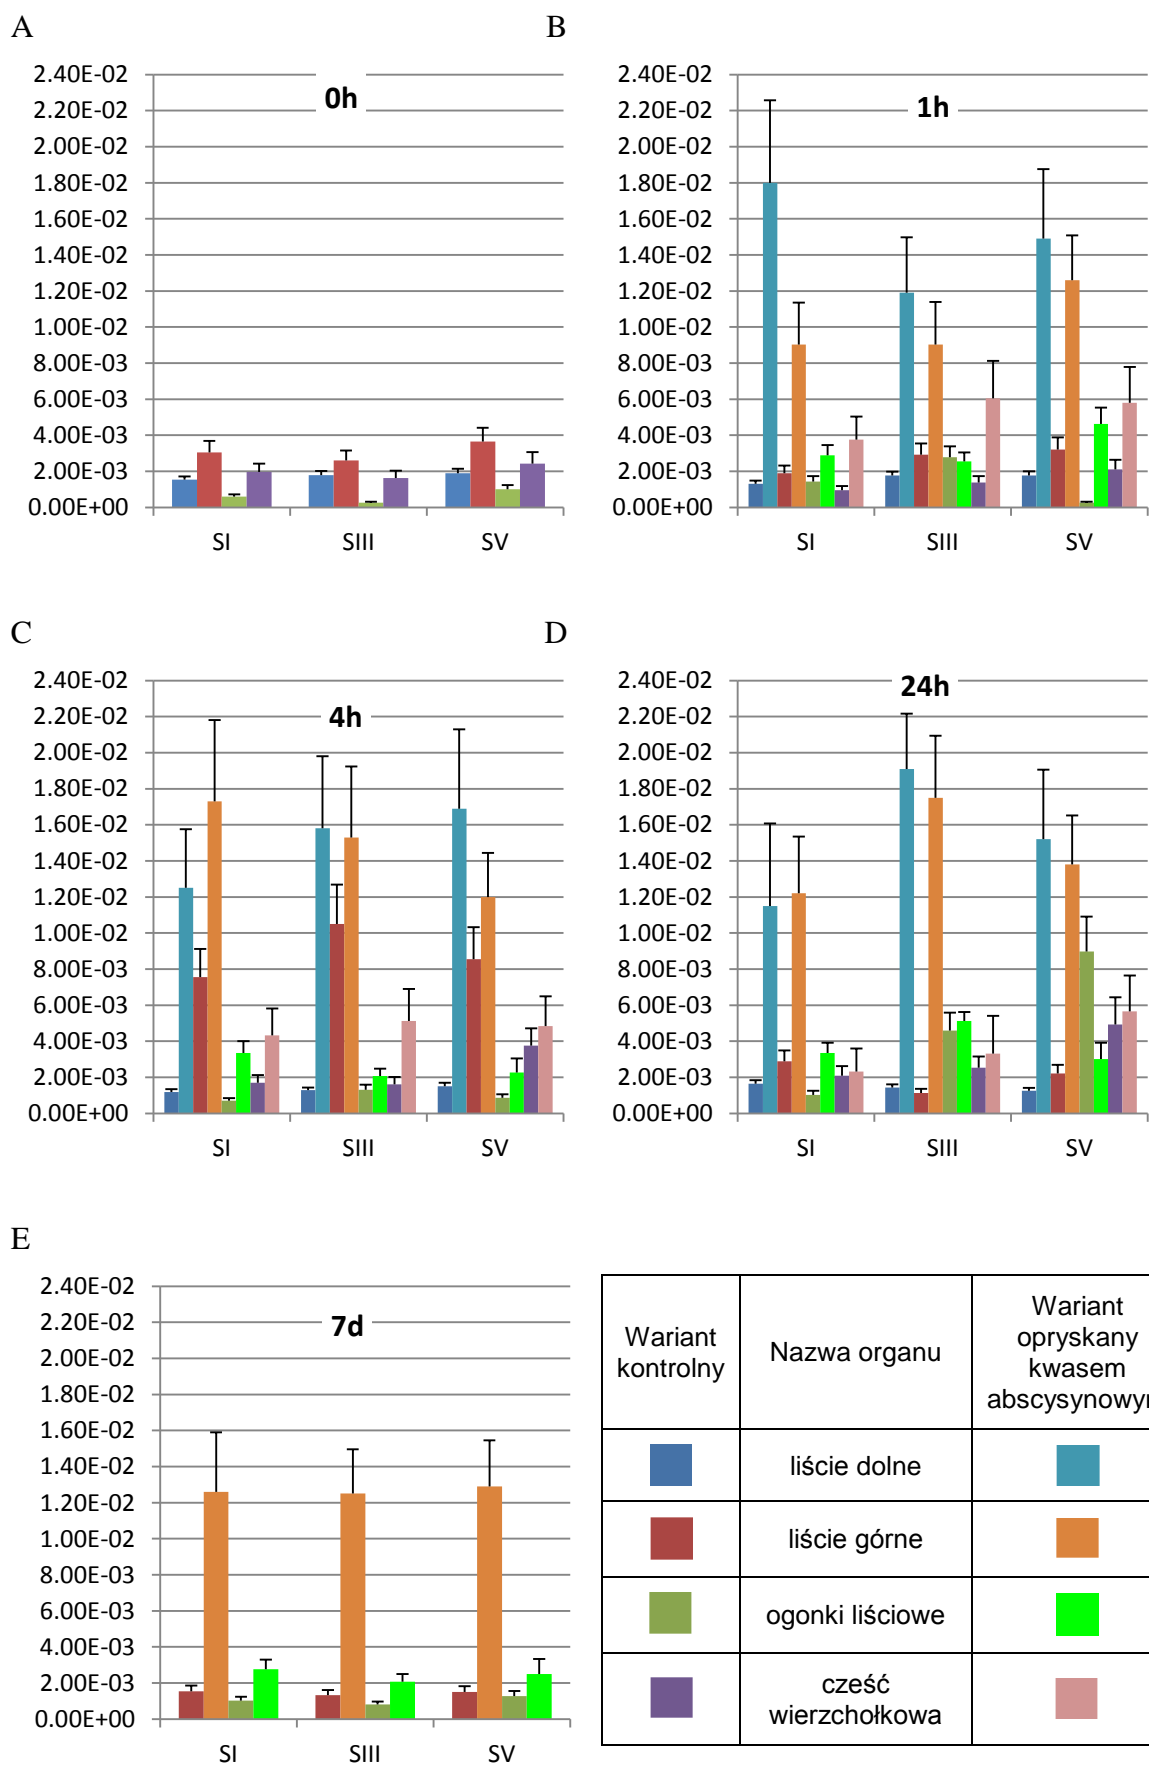 A
B
0h
2.40E-02
2.20E-02
2.00E-02
1.80E-02
1.60E-02
1.40E-02
1.20E-02
1.00E-02
8.00E-03
6.00E-03
4.00E-03
2.00E-03
0.00E+00
SI SIII SV
1h
2.40E-02
2.20E-02
2.00E-02
1.80E-02
1.60E-02
1.40E-02
1.20E-02
1.00E-02
8.00E-03
6.00E-03
4.00E-03
2.00E-03
0.00E+00
SI SIII SV
C
D
4h
2.40E-02
2.20E-02
2.00E-02
1.80E-02
1.60E-02
1.40E-02
1.20E-02
1.00E-02
8.00E-03
6.00E-03
4.00E-03
2.00E-03
0.00E+00
SI SIII SV
24h
2.40E-02
2.20E-02
2.00E-02
1.80E-02
1.60E-02
1.40E-02
1.20E-02
1.00E-02
8.00E-03
6.00E-03
4.00E-03
2.00E-03
0.00E+00
SI SIII SV
E
7d
2.40E-02
2.20E-02
2.00E-02
1.80E-02
1.60E-02
1.40E-02
1.20E-02
1.00E-02
8.00E-03
6.00E-03
4.00E-03
2.00E-03
0.00E+00
SI SIII SV
Wariant
kontrolny
Nazwa organu
Wariant
opryskany
kwasem
abscysynowy
liście dolne
liście górne
ogonki liściowe
cześć
wierzchołkowa